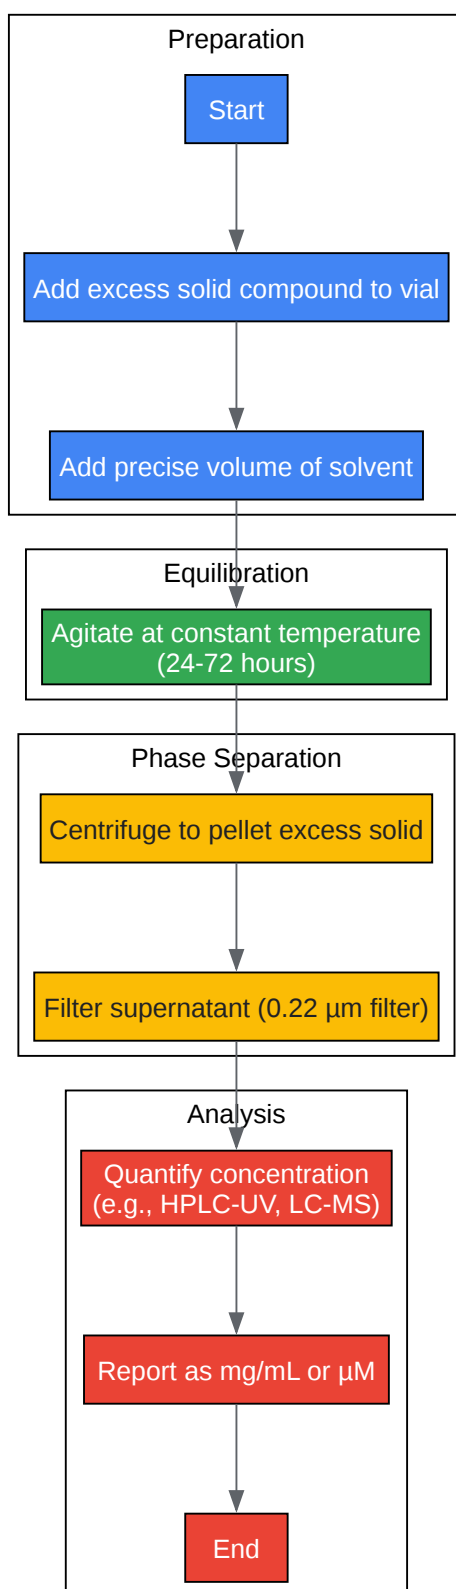 Preparation
Start
Add excess solid compound to vial
Add precise volume of solvent
Equilibration
Agitate at constant temperature
(24-72 hours)
Phase Separation
Centrifuge to pellet excess solid
Filter supernatant (0.22 µm filter)
Analysis
Quantify concentration
(e.g., HPLC-UV, LC-MS)
Report as mg/mL or µM
End